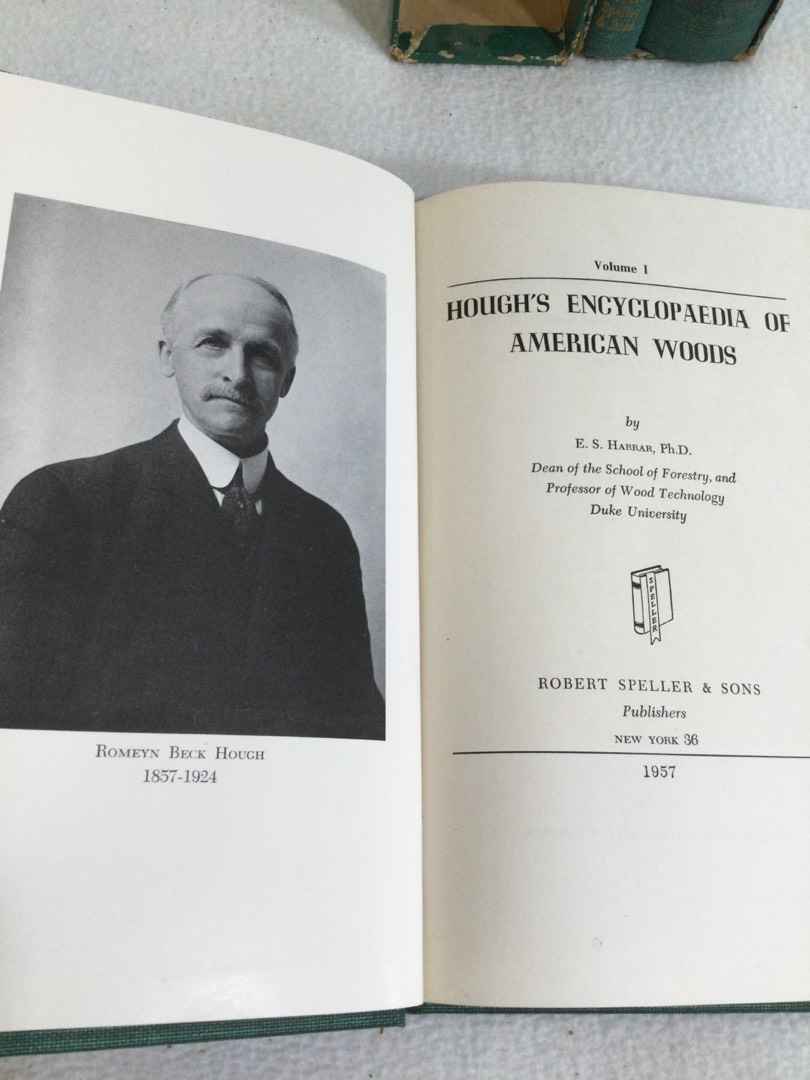 ROMEYN BECK HOUGH
1857-1924
Volume 1
HOUGH'S ENCYCLOPAEDIA OF
AMERICAN WOODS
by
E. S. HARRAR, Ph.D.
Dean of the School of Forestry, and
Professor of Wood Technology
Duke University
SPELLER
ROBERT SPELLER & SONS
Publishers
NEW YORK 36
1957